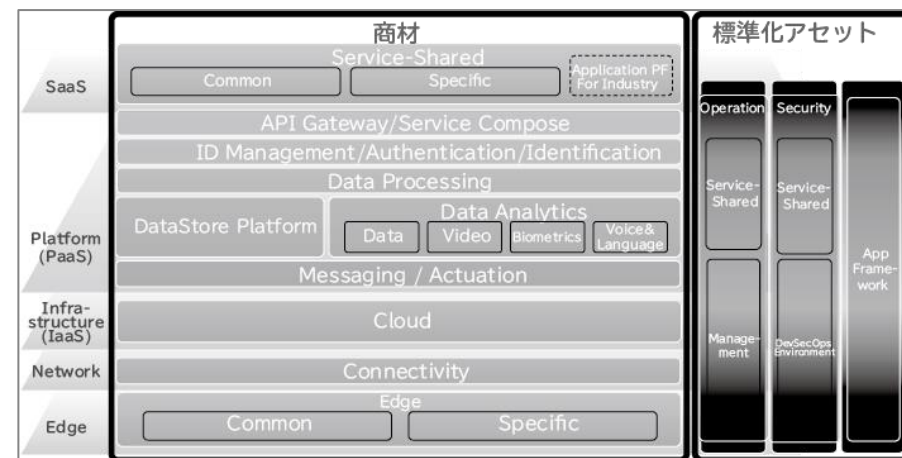 商材
標準化アセット
SaaS
Service-Shared
Common
Specific
Application PF
For Industry
Platform
(PaaS)
API Gateway/Service Compose
ID Management/Authentication/Identification
Data Processing
DataStore Platform
Data Analytics
Data
Video
Biometrics
Voice&
Language
Messaging / Actuation
Infra-
structure
(IaaS)
Cloud
Network
Connectivity
Edge
Edge
Common
Specific
Operation
Service-
Shared
Manage-
ment
Security
Service-
Shared
DevSecOps
Environment
App
Frame-
work